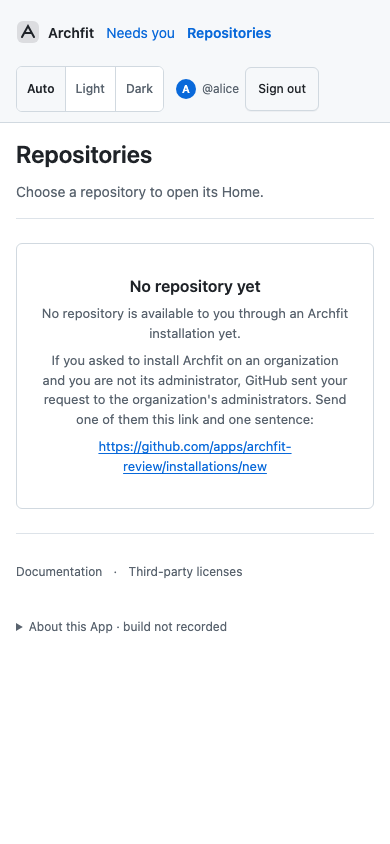 Archfit Needs you Repositories
Auto Light Dark A @alice Sign out
Repositories
Choose a repository to open its Home.
No repository yet
No repository is available to you through an Archfit
installation yet.
If you asked to install Archfit on an organization
and you are not its administrator, GitHub sent your
request to the organization's administrators. Send
one of them this link and one sentence:
https://github.com/apps/archfit-
review/installations/new
Documentation · Third-party licenses
About this App · build not recorded